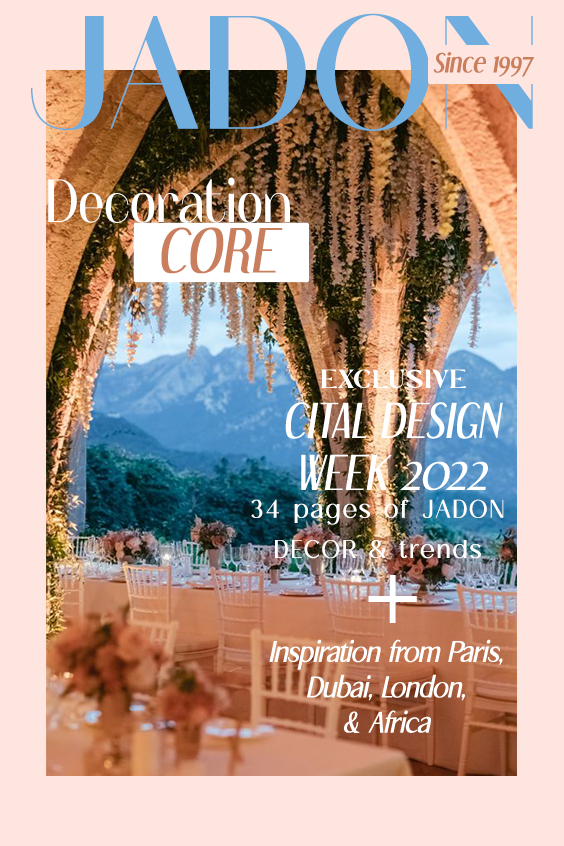 JADON
Since 1997
Decoration
CORE
EXCLUSIVE
CITAL DESIGN
WEEK 2022
34 pages of JADON
DECOR & trends
+
Inspiration from Paris,
Dubai, London,
& Africa